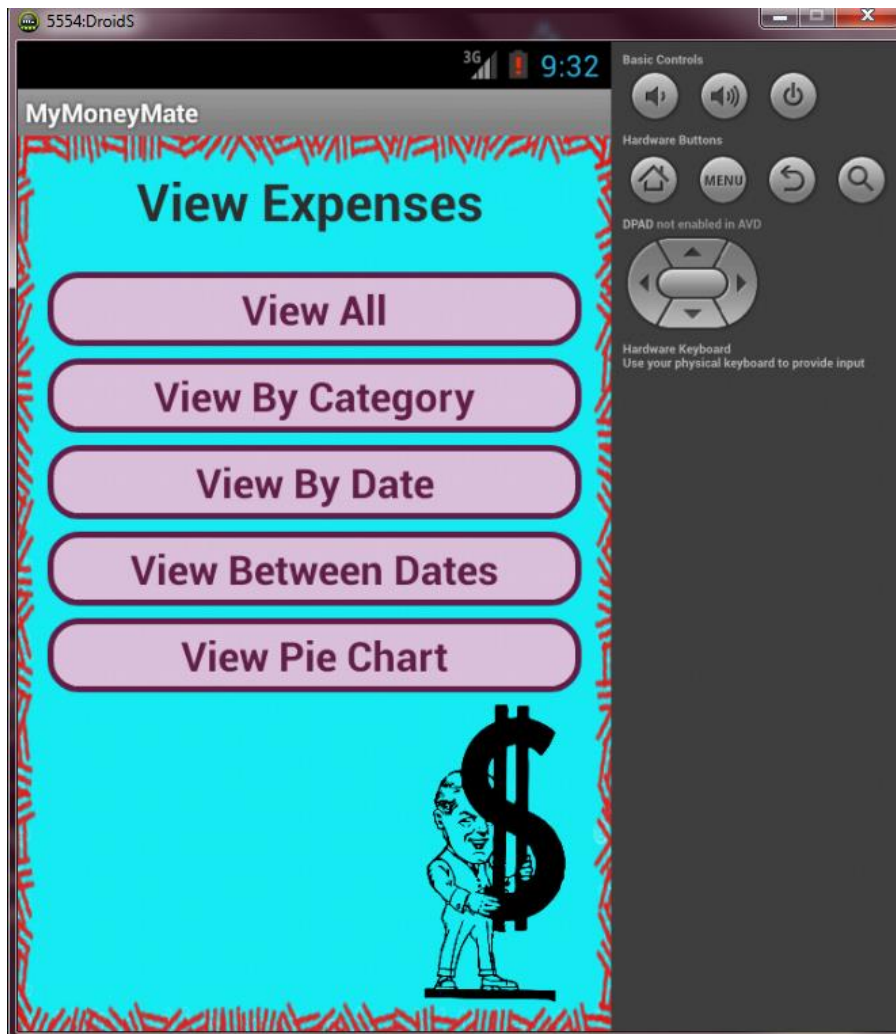 5554:DroidS
3G 9:32
MyMoneyMate
View Expenses
View All
View By Category
View By Date
View Between Dates
View Pie Chart
Basic Controls
Hardware Buttons
MENU
DPAD not enabled in AVD
Hardware Keyboard
Use your physical keyboard to provide input